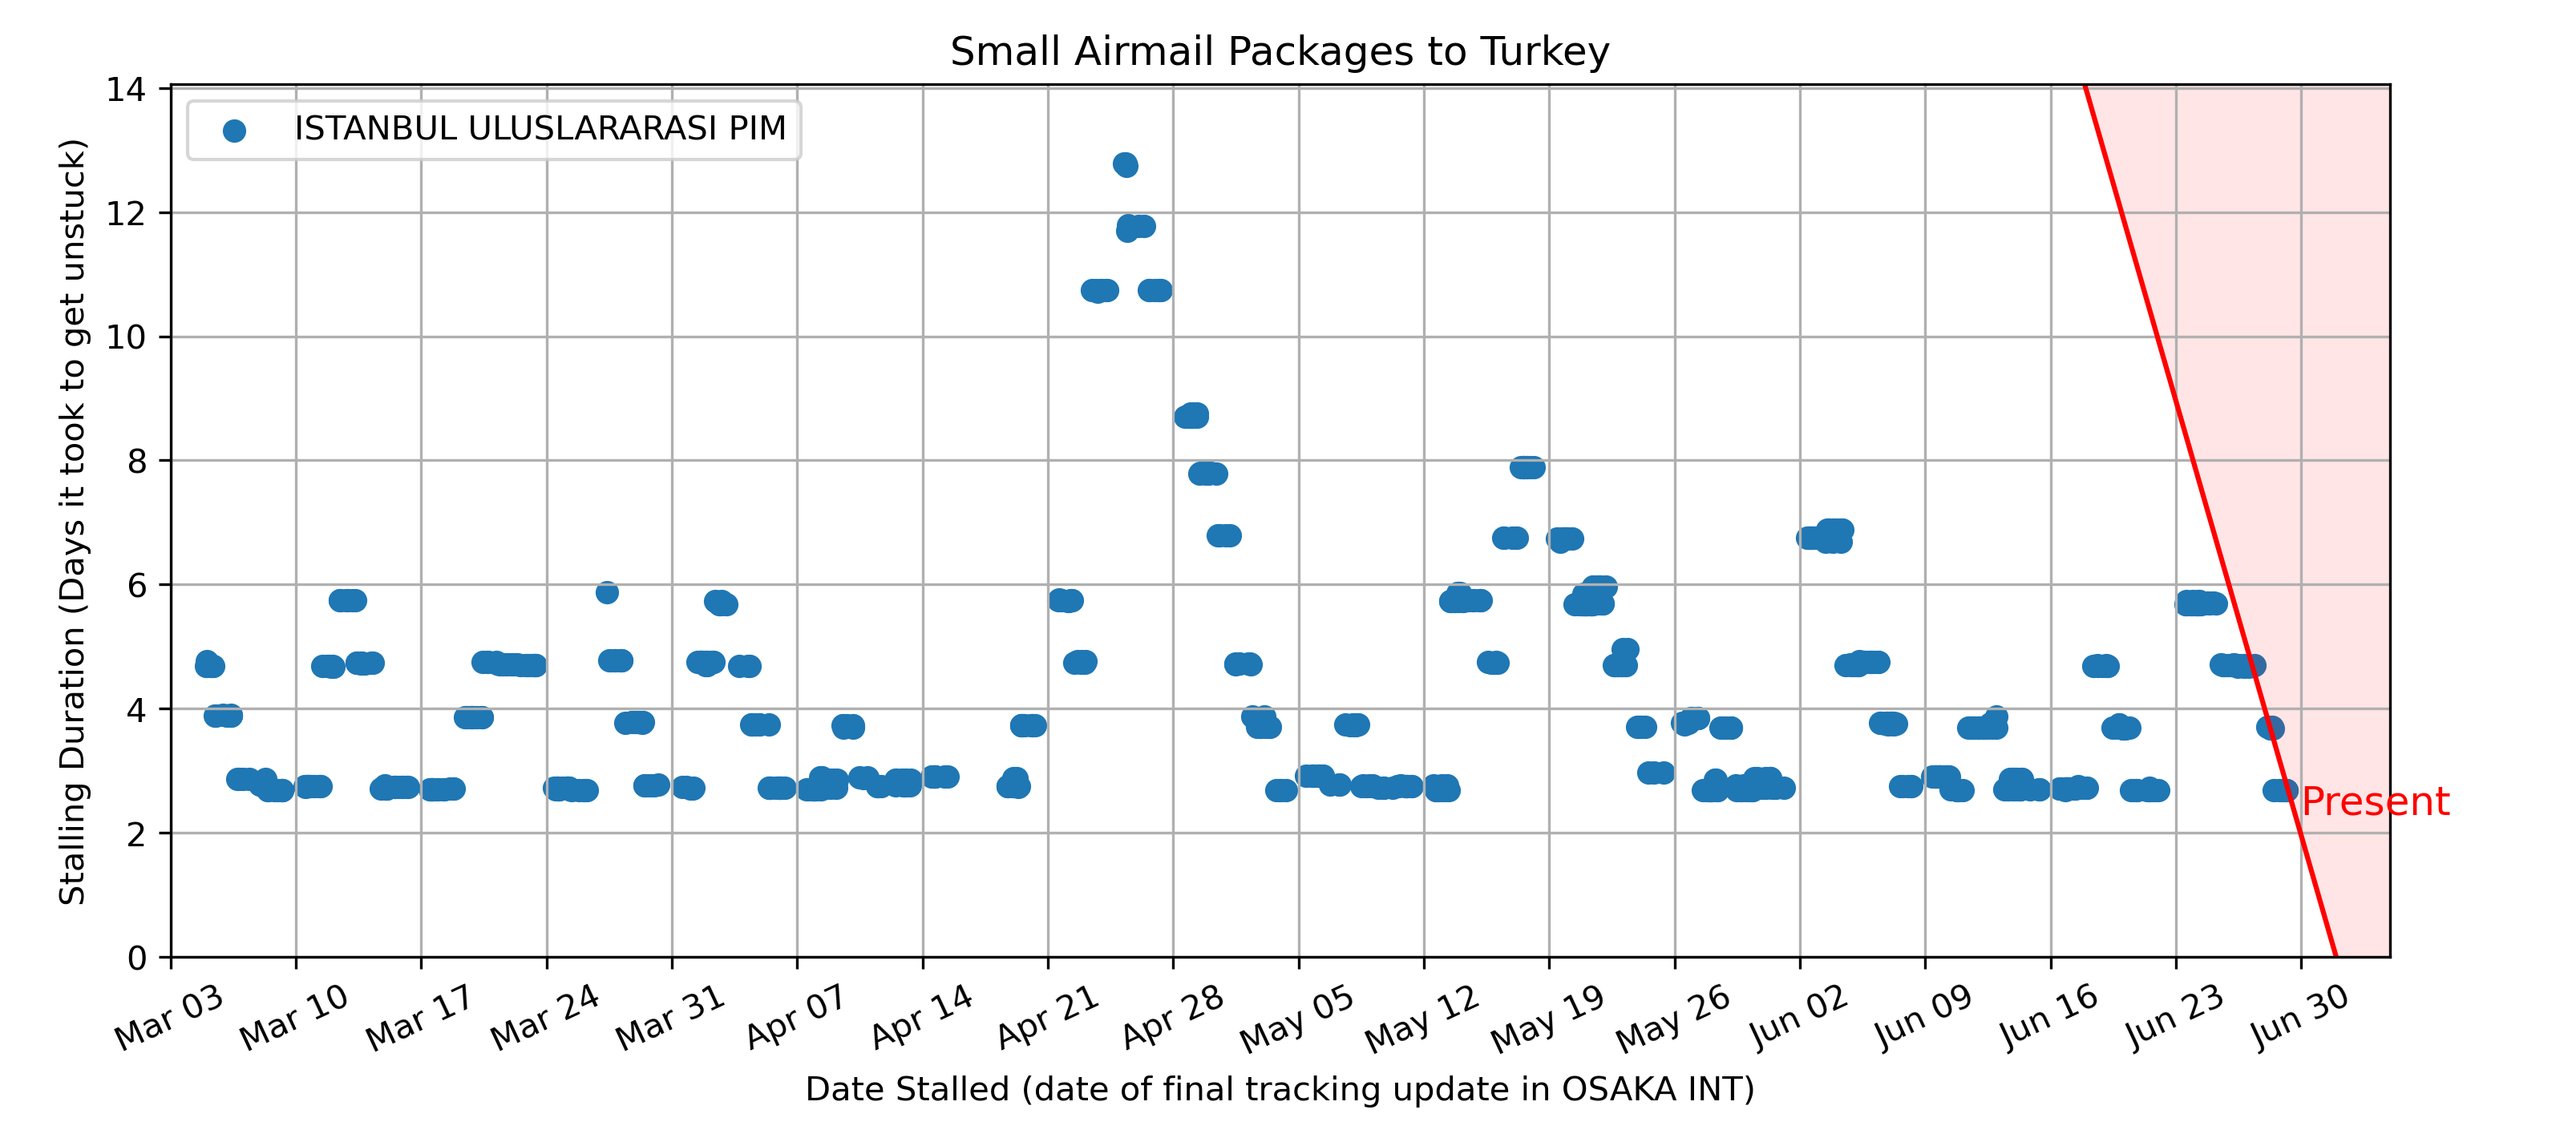 Small Airmail Packages to Turkey
ISTANBUL ULUSLARARASI PIM
Stalling Duration (Days it took to get unstuck)
14
12
10
8
6
4
2
0
Present
Mar 03
Mar 10
Mar 17
Mar 24
Mar 31
Apr 07
Apr 14
Apr 21
Apr 28
May 05
May 12
May 19
May 26
Jun 02
Jun 09
Jun 16
Jun 23
Jun 30
Date Stalled (date of final tracking update in OSAKA INT)